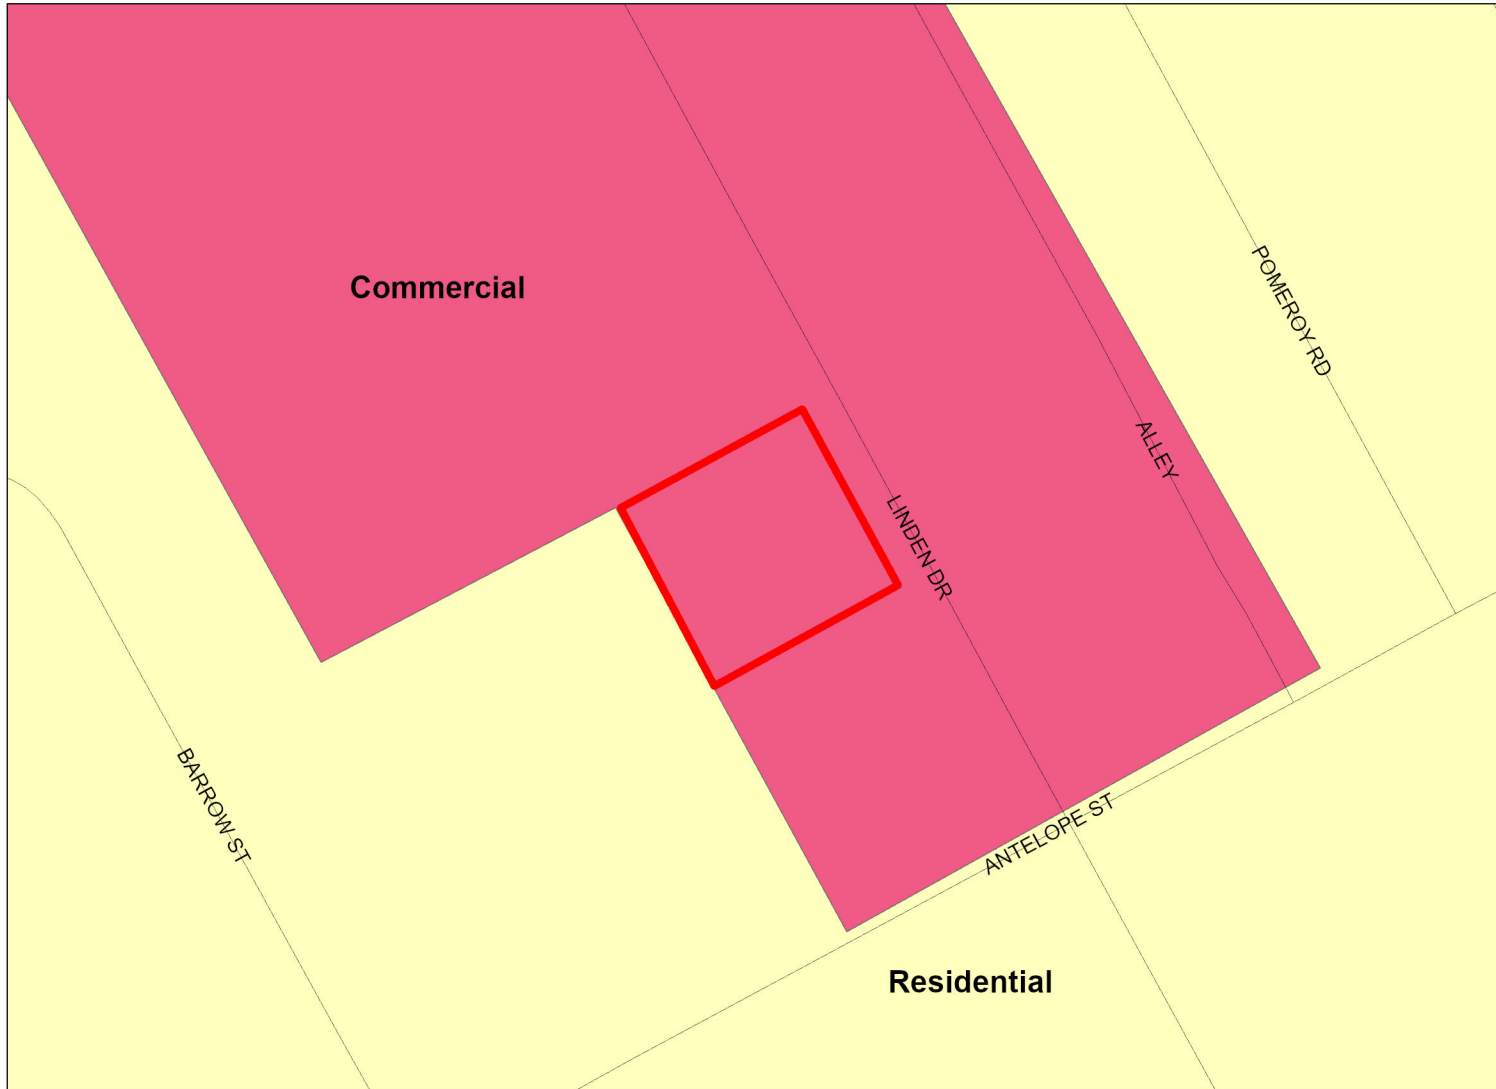 POMEROY RD
Commercial
ALLEY
LINDEN DR
BARROW ST
ANTELOPE ST
Residential